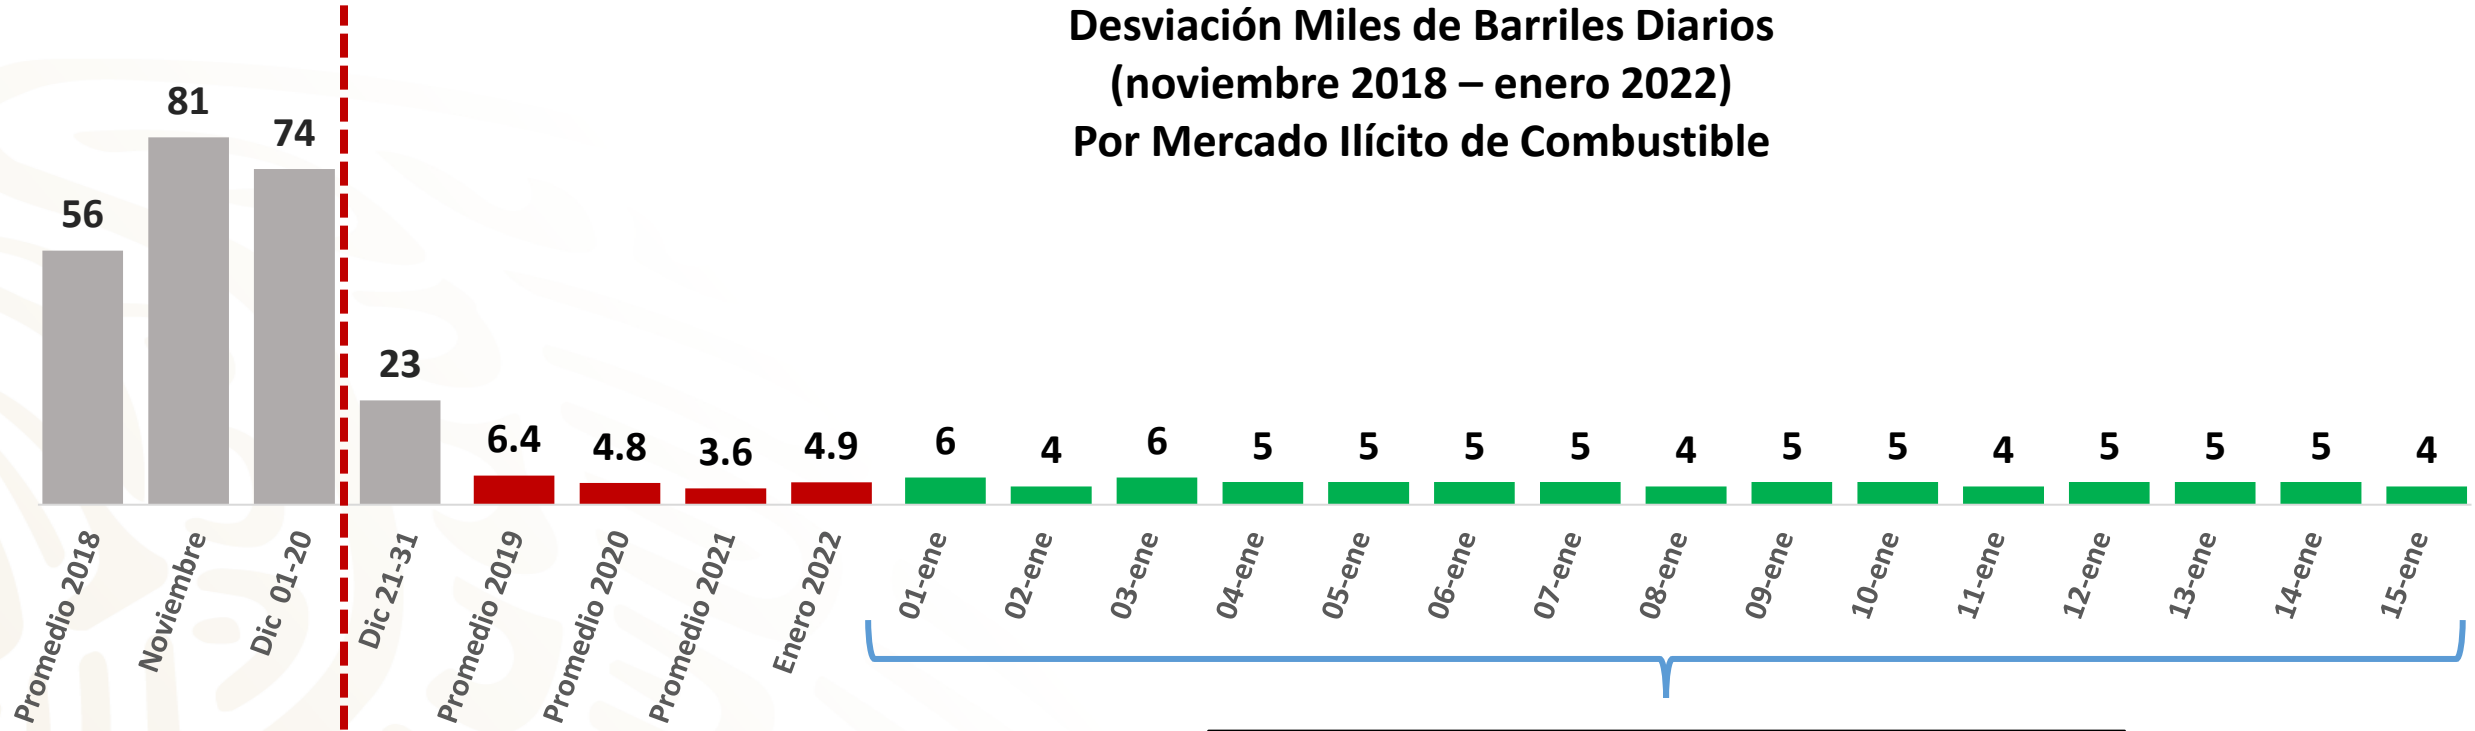 Desviación Miles de Barriles Diarios
(noviembre 2018 – enero 2022)
Por Mercado Ilícito de Combustible
56
81
74
23
6.4
4.8
3.6
4.9
6
4
6
5
5
5
5
4
5
5
4
5
5
5
4
Promedio 2018
Noviembre
Dic 01-20
Dic 21-31
Promedio 2019
Promedio 2020
Promedio 2021
Enero 2022
01-ene
02-ene
03-ene
04-ene
05-ene
06-ene
07-ene
08-ene
09-ene
10-ene
11-ene
12-ene
13-ene
14-ene
15-ene